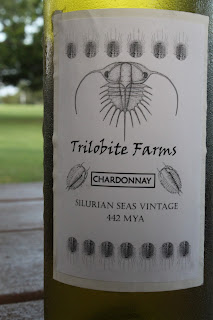 Trilobite Farms
CHARDONNAY
SILURIAN SEAS VINTAGE
442 MYA